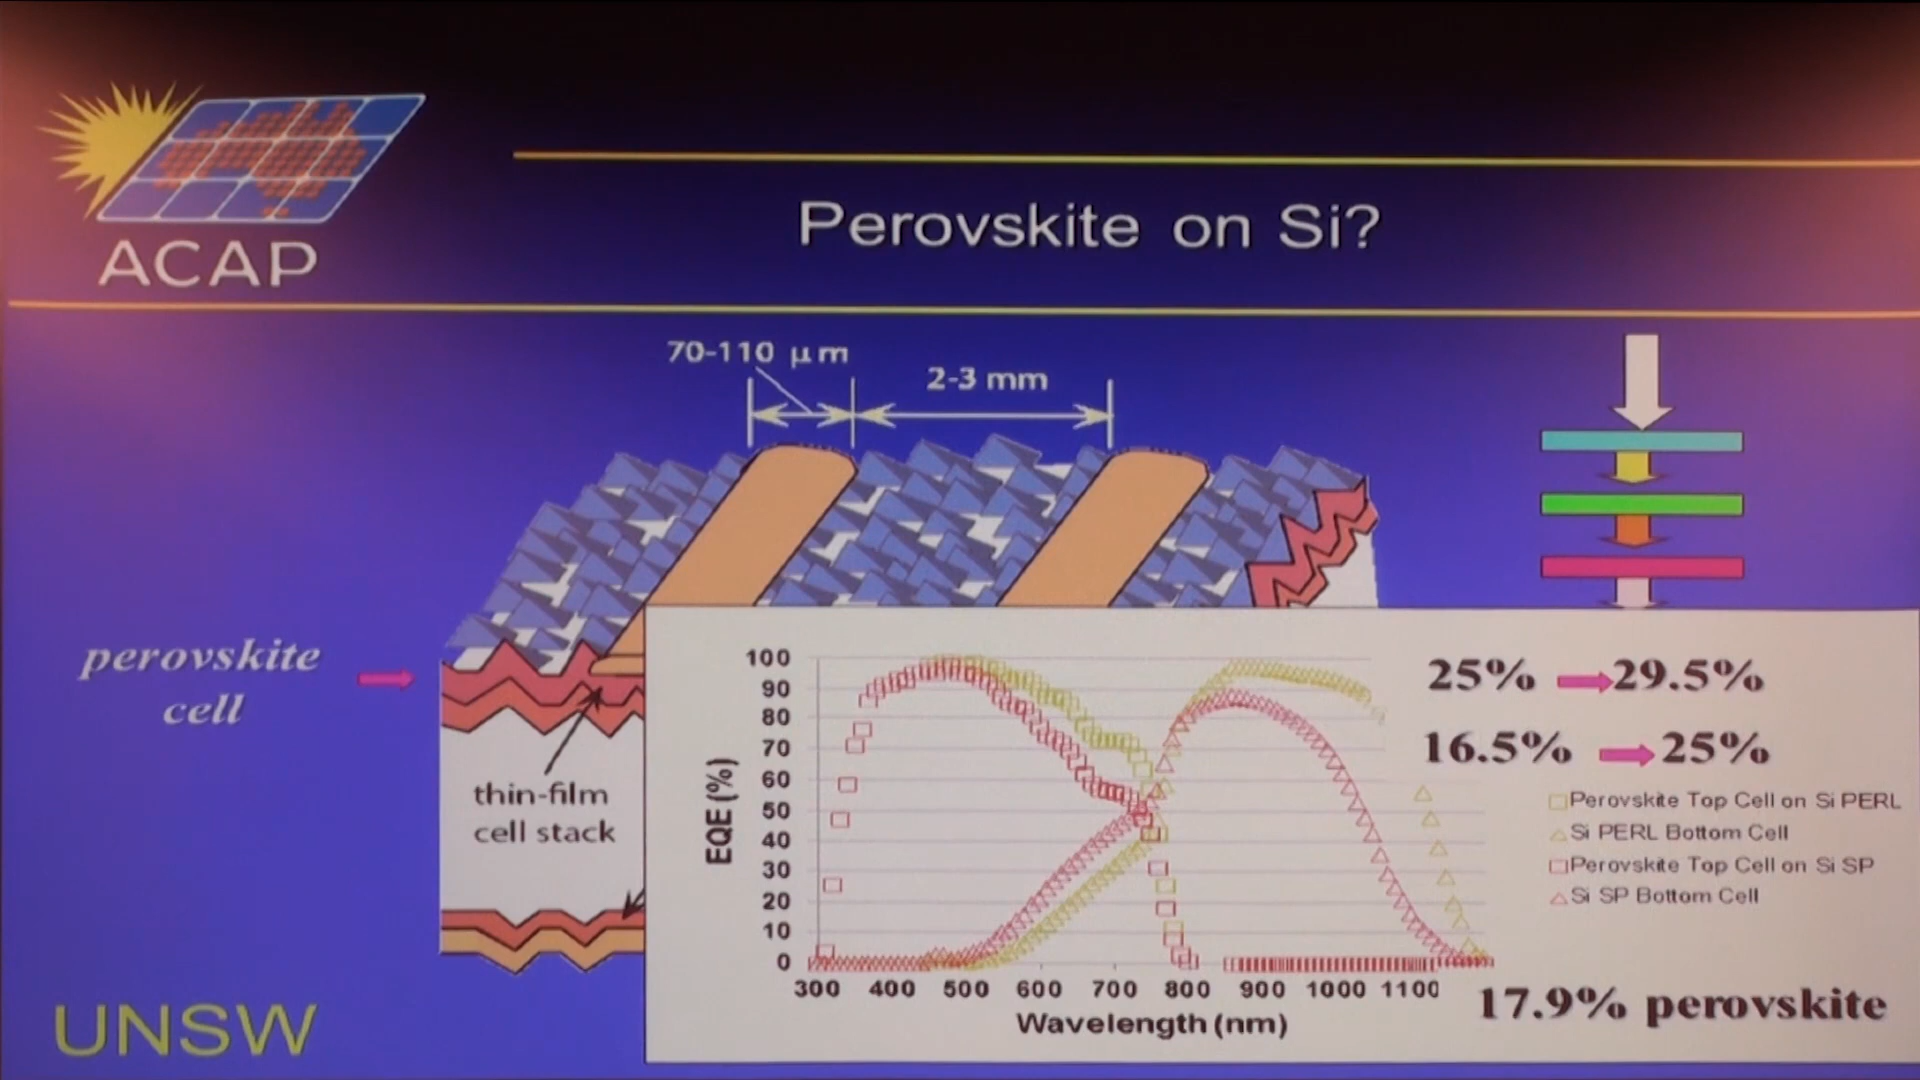 ACAP
Perovskite on Si?
70-110 μm
2-3 mm
perovskite
cell
thin-film
cell stack
UNSW
EQE (%)
100
90
80
70
60
50
40
30
20
10
0
300 400 500 600 700 800 900 1000 1100
Wavelength (nm)
25% 29.5%
16.5% 25%
Perovskite Top Cell on Si PERL
Si PERL Bottom Cell
Perovskite Top Cell on Si SP
Si SP Bottom Cell
17.9% perovskite